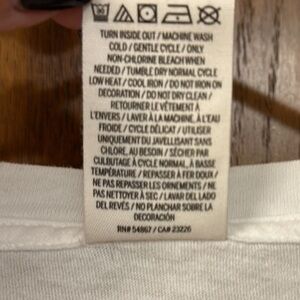 TURN INSIDE OUT / MACHINE WASH
COLD / GENTLE CYCLE / ONLY
NON-CHLORINE BLEACH WHEN
NEEDED / TUMBLE DRY NORMAL CYCLE
LOW HEAT / COOL IRON / DO NOT IRON ON
DECORATION / DO NOT DRY CLEAN /
RETOURNER LE VÊTEMENT À
L'ENVERS / LAVER À LA MACHINE, À L'EAU
FROIDE / CYCLE DÉLICAT / UTILISER
UNIQUEMENT DU JAVELLISANT SANS
CHLORE, AU BESOIN / SÉCHER PAR
CULBUTAGE À CYCLE NORMAL, À BASSE
TEMPÉRATURE / REPASSER À FER DOUX /
NE PAS REPASSER LES ORNEMENTS / NE
PAS NETTOYER À SEC / LAVAR DEL LADO
DEL REVÉS / NO PLANCHAR SOBRE LA
DECORACIÓN
RN# 54867 / CA# 23226